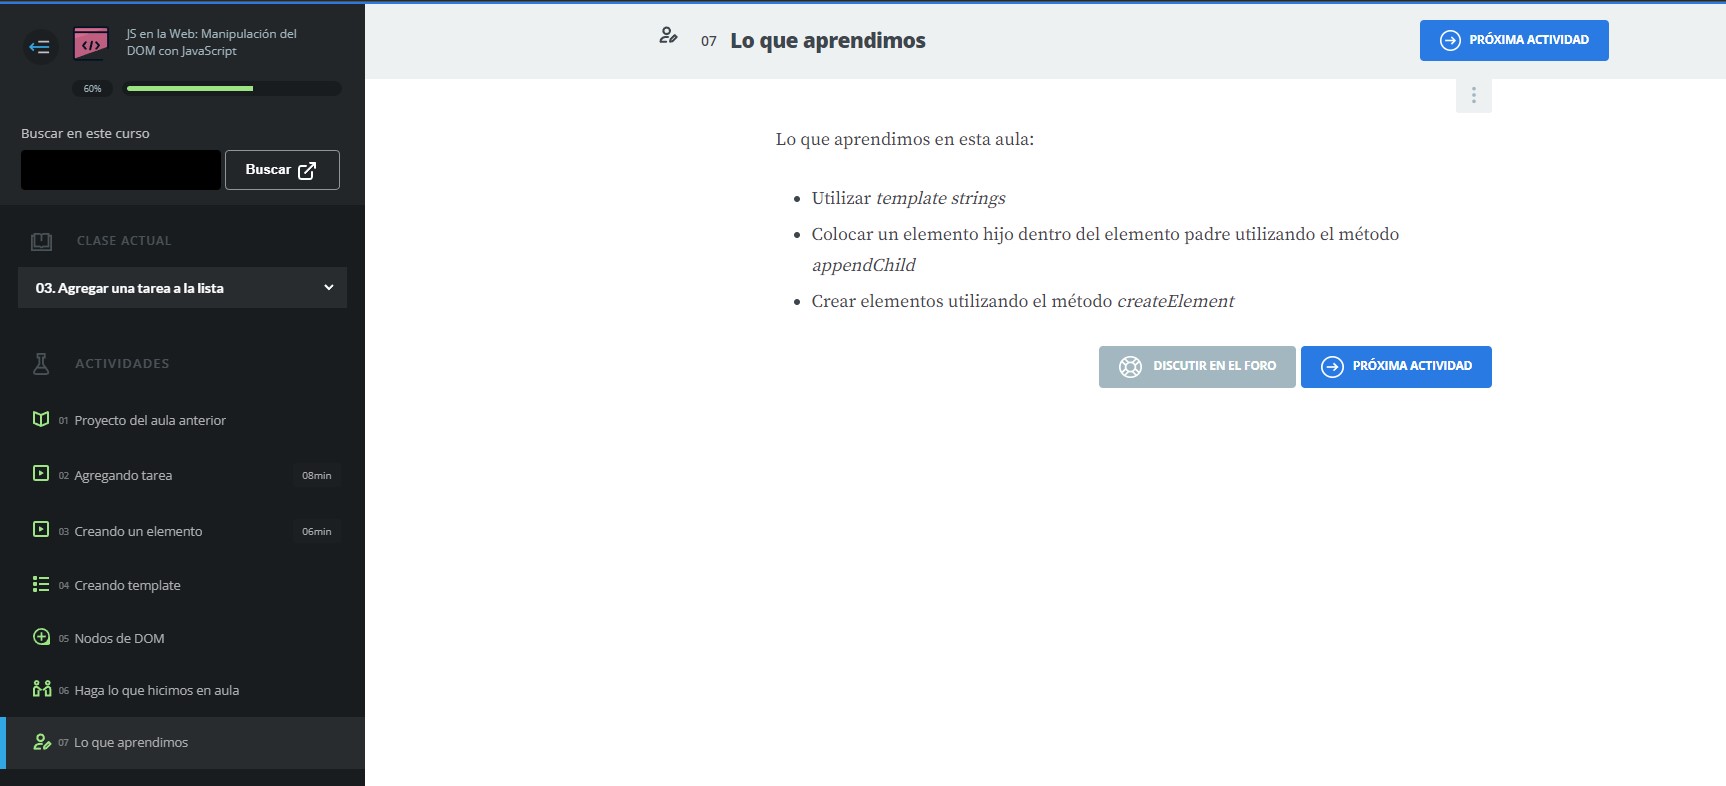 JS en la Web: Manipulación del
DOM con JavaScript
60%
Buscar en este curso
Buscar
CLASE ACTUAL
03. Agregar una tarea a la lista
ACTIVIDADES
01 Proyecto del aula anterior
02 Agregando tarea 08min
03 Creando un elemento 06min
04 Creando template
05 Nodos de DOM
06 Haga lo que hicimos en aula
07 Lo que aprendimos
07 Lo que aprendimos
PRÓXIMA ACTIVIDAD
Lo que aprendimos en esta aula:
• Utilizar template strings
• Colocar un elemento hijo dentro del elemento padre utilizando el método
appendChild
• Crear elementos utilizando el método createElement
DISCUTIR EN EL FORO
PRÓXIMA ACTIVIDAD